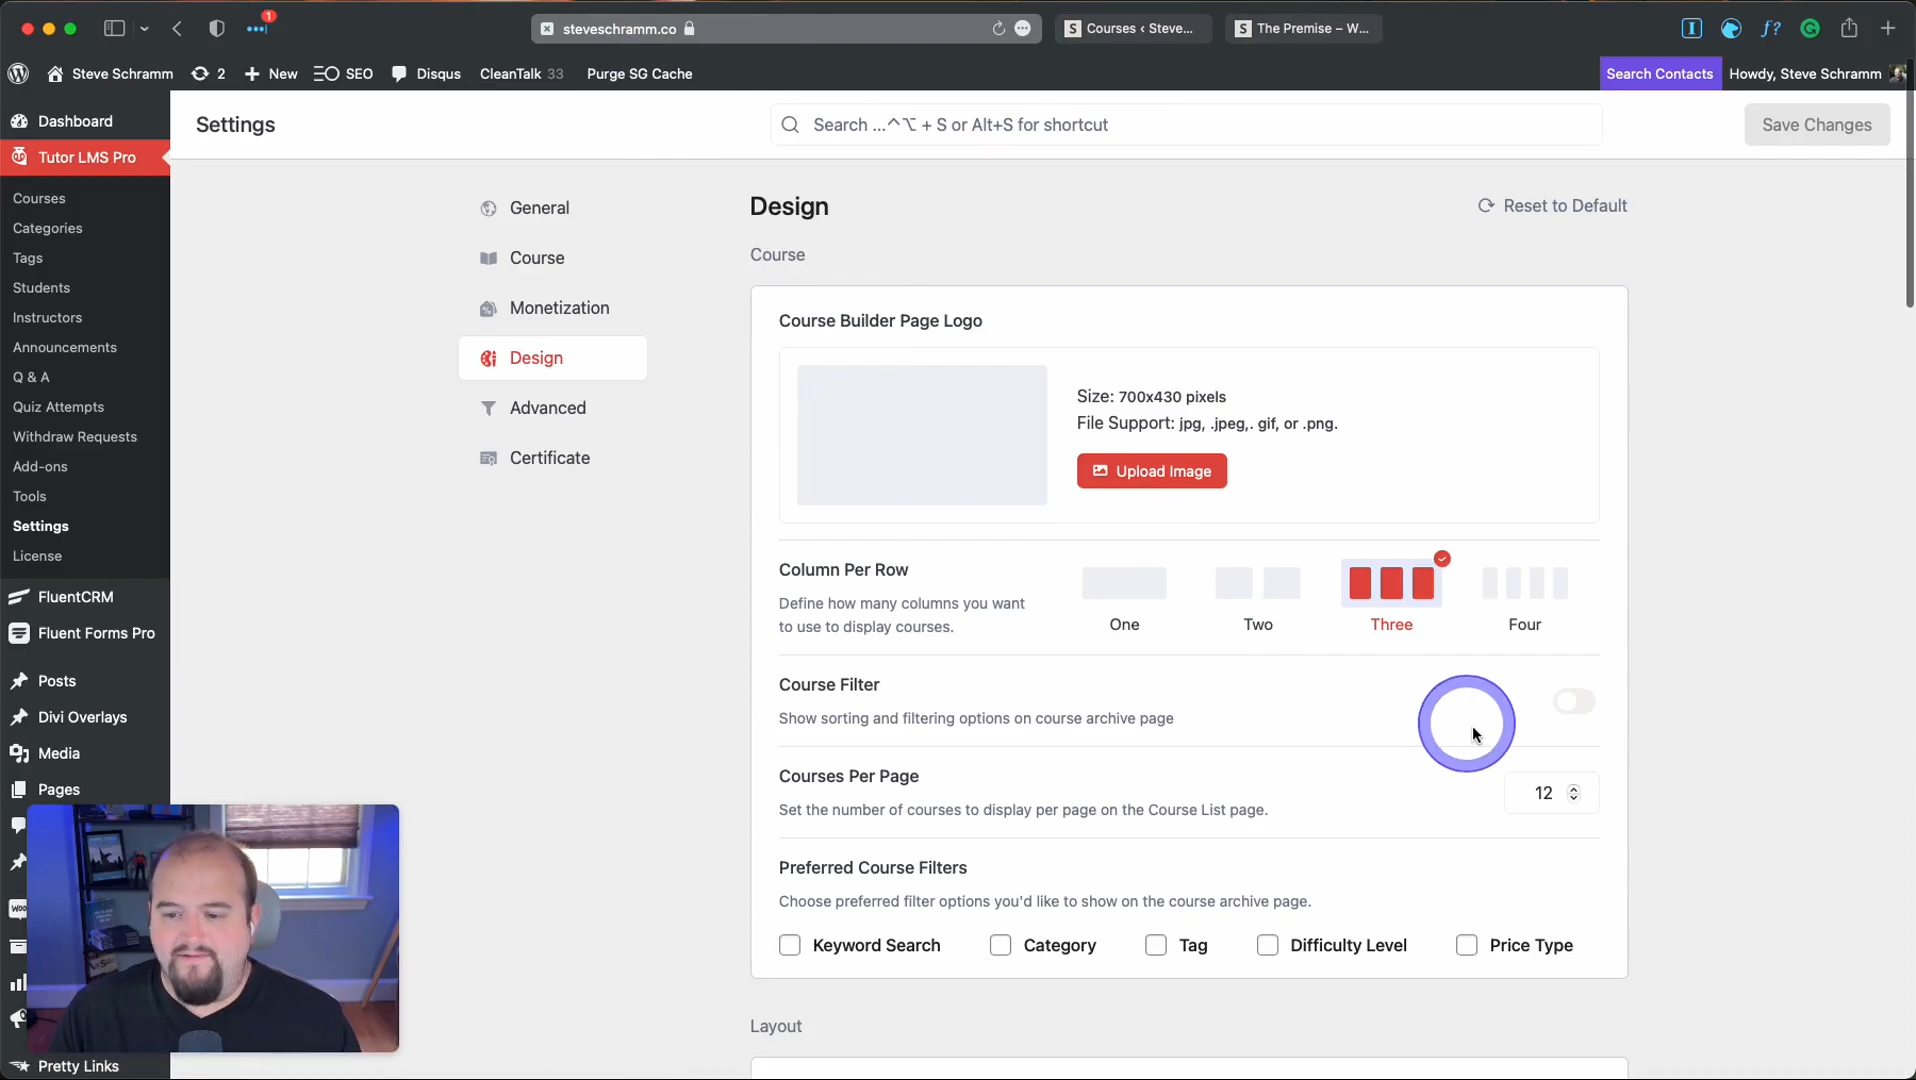 steveschramm.co
Courses ‹ Steve...
The Premise – W...
1
Steve Schramm
2
New
SEO
Disqus
CleanTalk 33
Purge SG Cache
Search Contacts
Howdy, Steve Schramm
Dashboard
Tutor LMS Pro
Courses
Categories
Tags
Students
Instructors
Announcements
Q & A
Quiz Attempts
Withdraw Requests
Add-ons
Tools
Settings
License
FluentCRM
Fluent Forms Pro
Posts
Divi Overlays
Media
Pages
Pretty Links
Settings
Search ...^⌥ + S or Alt+S for shortcut
Save Changes
General
Course
Monetization
Design
Advanced
Certificate
Design
Reset to Default
Course
Course Builder Page Logo
Size: 700x430 pixels
File Support: jpg, .jpeg,. gif, or .png.
Upload Image
Column Per Row
Define how many columns you want
to use to display courses.
One
Two
Three
Four
Course Filter
Show sorting and filtering options on course archive page
Courses Per Page
Set the number of courses to display per page on the Course List page.
12
Preferred Course Filters
Choose preferred filter options you'd like to show on the course archive page.
Keyword Search
Category
Tag
Difficulty Level
Price Type
Layout